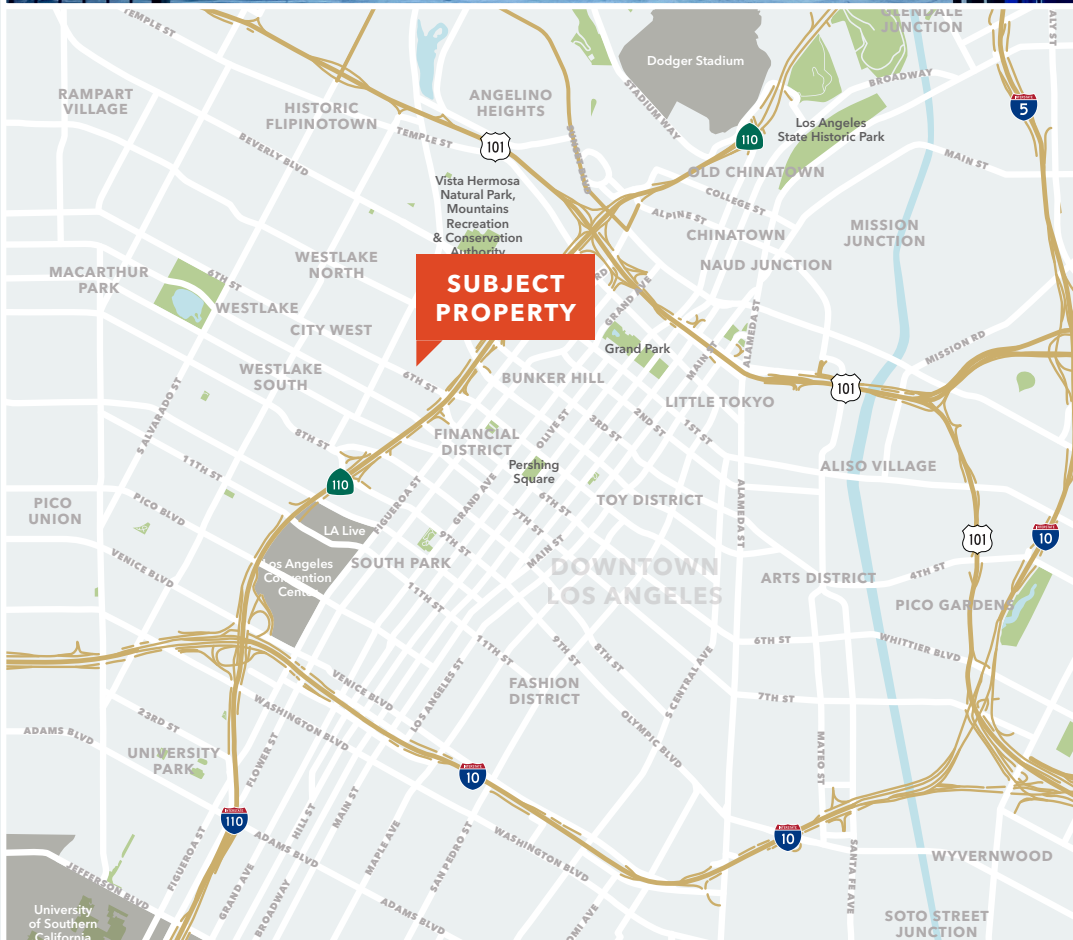 TEMPLE ST
GLENDALE
JUNCTION
Dodger Stadium
BROADWAY
RAMPART
VILLAGE
HISTORIC
FLIPINOTOWN
ANGELINO
HEIGHTS
STADIUM WAY
5
TEMPLE ST
101
SUNSET BLVD
110
Los Angeles
State Historic Park
BEVERLY BLVD
MAIN ST
Vista Hermosa
Natural Park,
Mountains
Recreation
& Conservation
Authority
OLD CHINATOWN
COLLEGE ST
ALPINE ST
CHINATOWN
MISSION
JUNCTION
WESTLAKE
NORTH
NAUD JUNCTION
MACARTHUR
PARK
6TH ST
SUBJECT
PROPERTY
GRAND AVE
WESTLAKE
CITY WEST
ALAMEDA ST
Grand Park
MAIN ST
MISSION RD
WESTLAKE
SOUTH
6TH ST
BUNKER HILL
101
LITTLE TOKYO
S ALVARADO ST
OLIVE ST
3RD ST
2ND ST
1ST ST
8TH ST
FINANCIAL
DISTRICT
11TH ST
Pershing
Square
ALISO VILLAGE
110
PICO
UNION
PICO BLVD
FIGUEROA ST
GRAND AVE
6TH ST
TOY DISTRICT
ALAMEDA ST
LA Live
7TH ST
9TH ST
MAIN ST
101
10
VENICE BLVD
Los Angeles
Convention
Center
SOUTH PARK
DOWNTOWN
LOS ANGELES
ARTS DISTRICT
4TH ST
11TH ST
PICO GARDENS
6TH ST
WHITTIER BLVD
11TH ST
9TH ST
8TH ST
VENICE BLVD
LOS ANGELES ST
FASHION
DISTRICT
S CENTRAL AVE
7TH ST
WASHINGTON BLVD
23RD ST
OLYMPIC BLVD
ADAMS BLVD
UNIVERSITY
PARK
FLOWER ST
MATEO ST
10
110
HILL ST
MAIN ST
10
ADAMS BLVD
MAPLE AVE
SAN PEDRO ST
WASHINGTON BLVD
FIGUEROA ST
SANTA FE AVE
WYVERNWOOD
JEFFERSON BLVD
GRAND AVE
BROADWAY
ADAMS BLVD
University
of Southern
California
SOTO STREET
JUNCTION